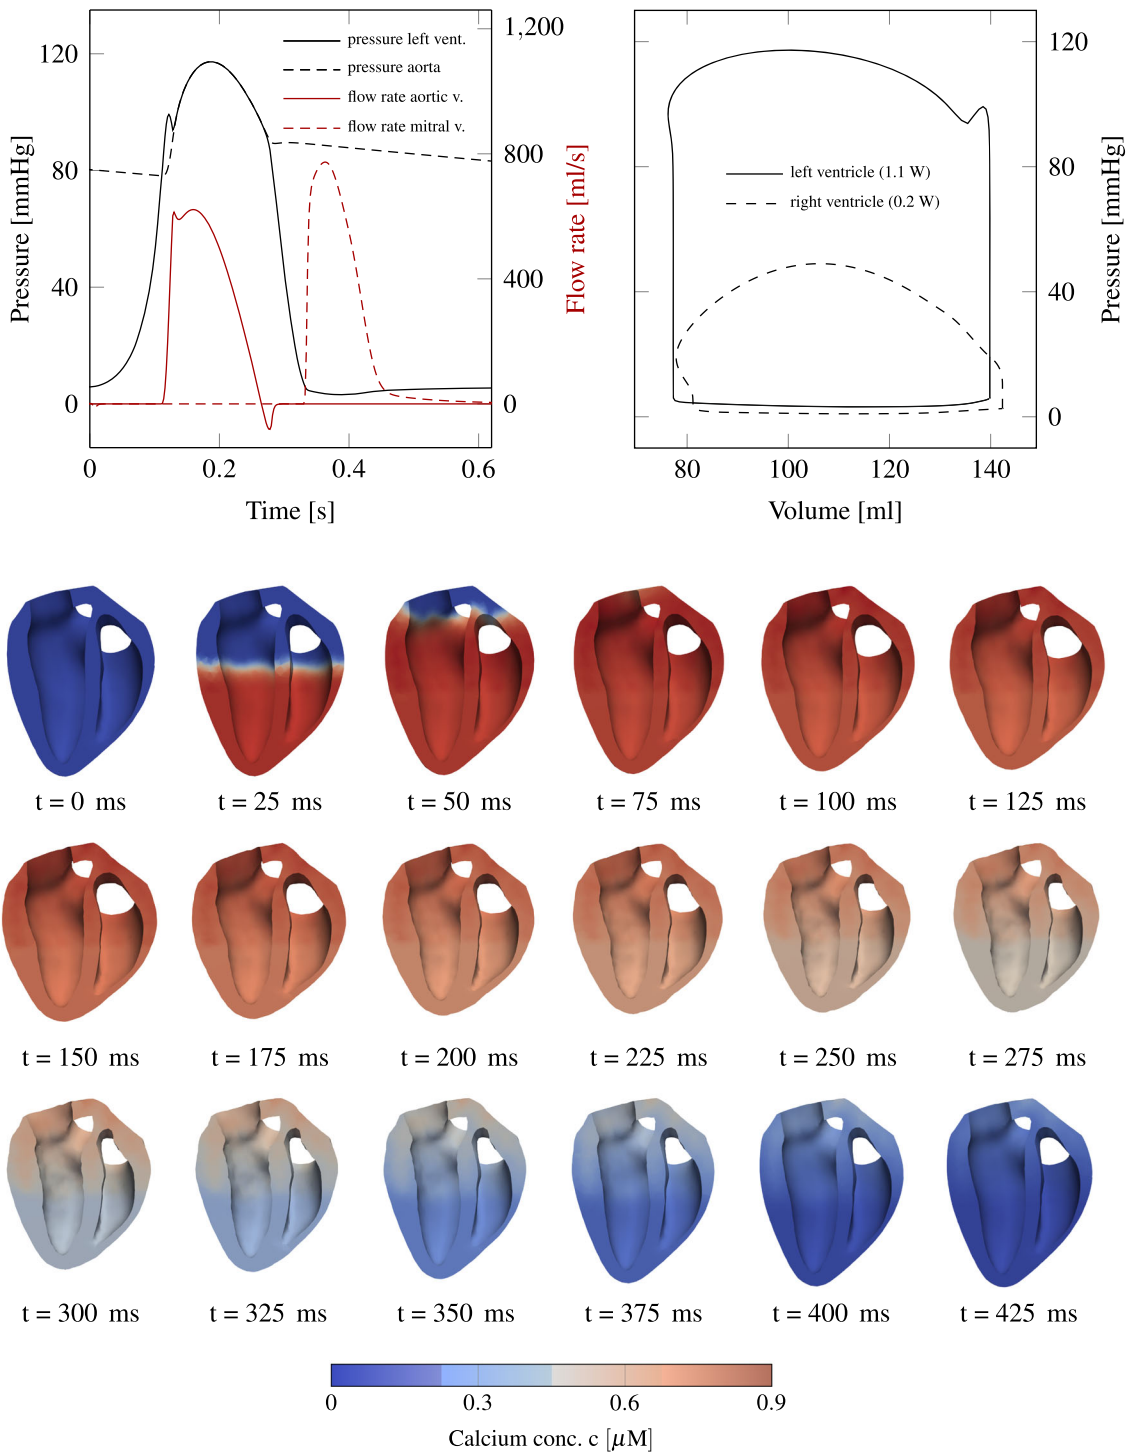 1,200
120
pressure left vent.
pressure aorta
flow rate aortic v.
flow rate mitral v.
80
800
40
400
0
0
0
0.2
0.4
0.6
Time [s]
Pressure [mmHg]
Flow rate [ml/s]
120
left ventricle (1.1 W)
right ventricle (0.2 W)
80
40
0
80
100
120
140
Volume [ml]
Pressure [mmHg]
t = 0 ms
t = 25 ms
t = 50 ms
t = 75 ms
t = 100 ms
t = 125 ms
t = 150 ms
t = 175 ms
t = 200 ms
t = 225 ms
t = 250 ms
t = 275 ms
t = 300 ms
t = 325 ms
t = 350 ms
t = 375 ms
t = 400 ms
t = 425 ms
0
0.3
0.6
0.9
Calcium conc. c [μM]